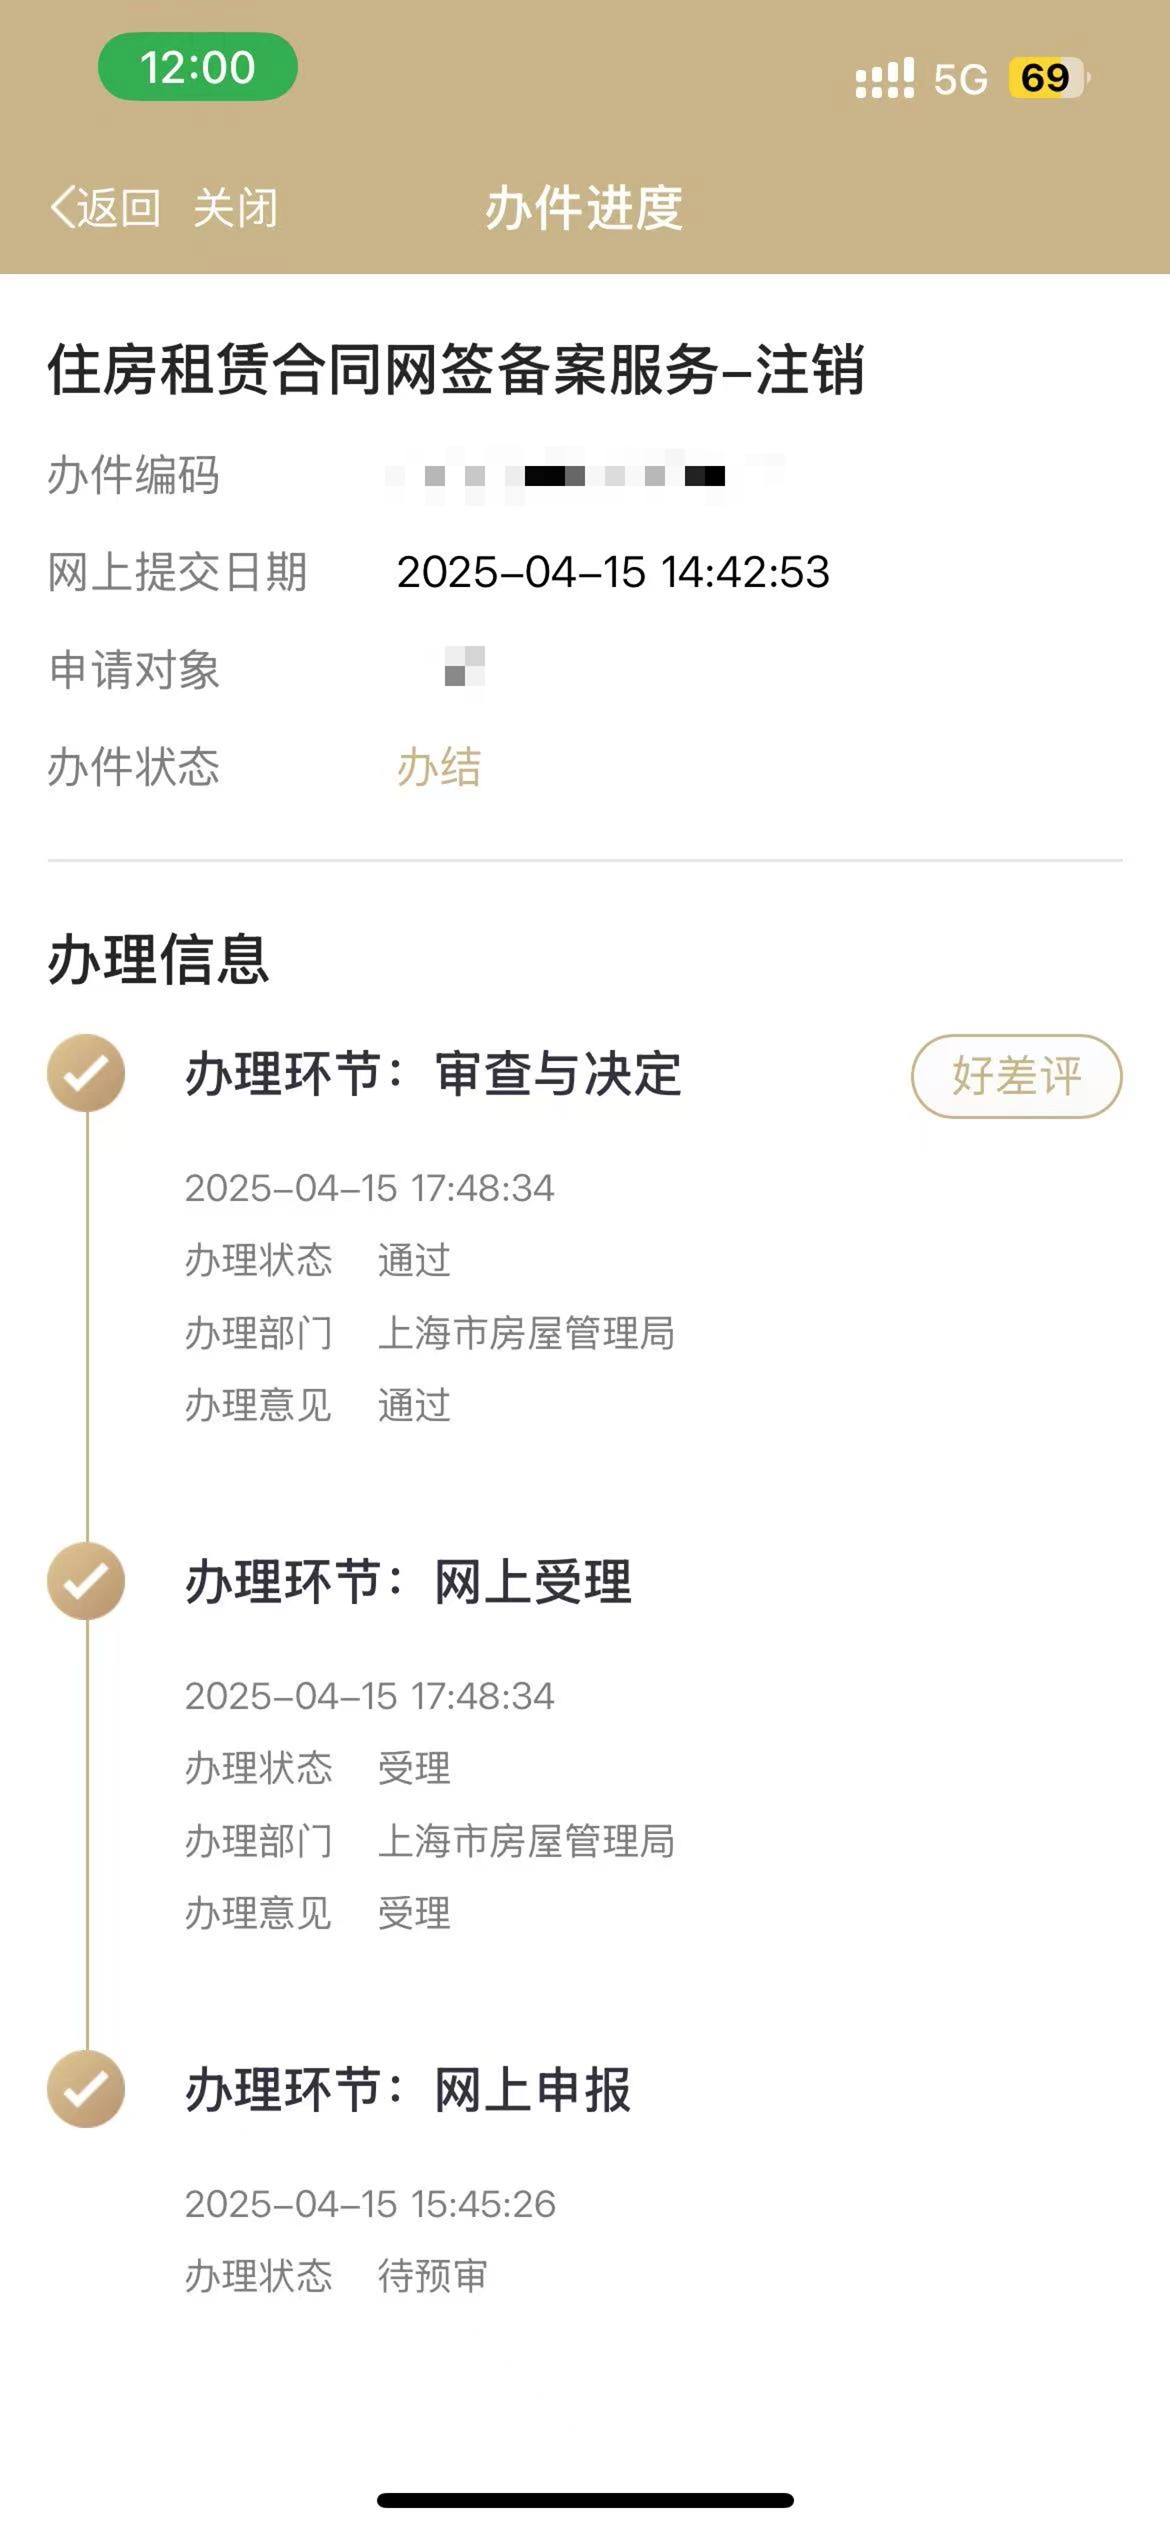 12:00 5G 69
返回 关闭 办件进度
住房租赁合同网签备案服务–注销
办件编码
网上提交日期 2025–04–15 14:42:53
申请对象
办件状态 办结
办理信息
办理环节：审查与决定 好差评
2025–04–15 17:48:34
办理状态 通过
办理部门 上海市房屋管理局
办理意见 通过
办理环节：网上受理
2025–04–15 17:48:34
办理状态 受理
办理部门 上海市房屋管理局
办理意见 受理
办理环节：网上申报
2025–04–15 15:45:26
办理状态 待预审